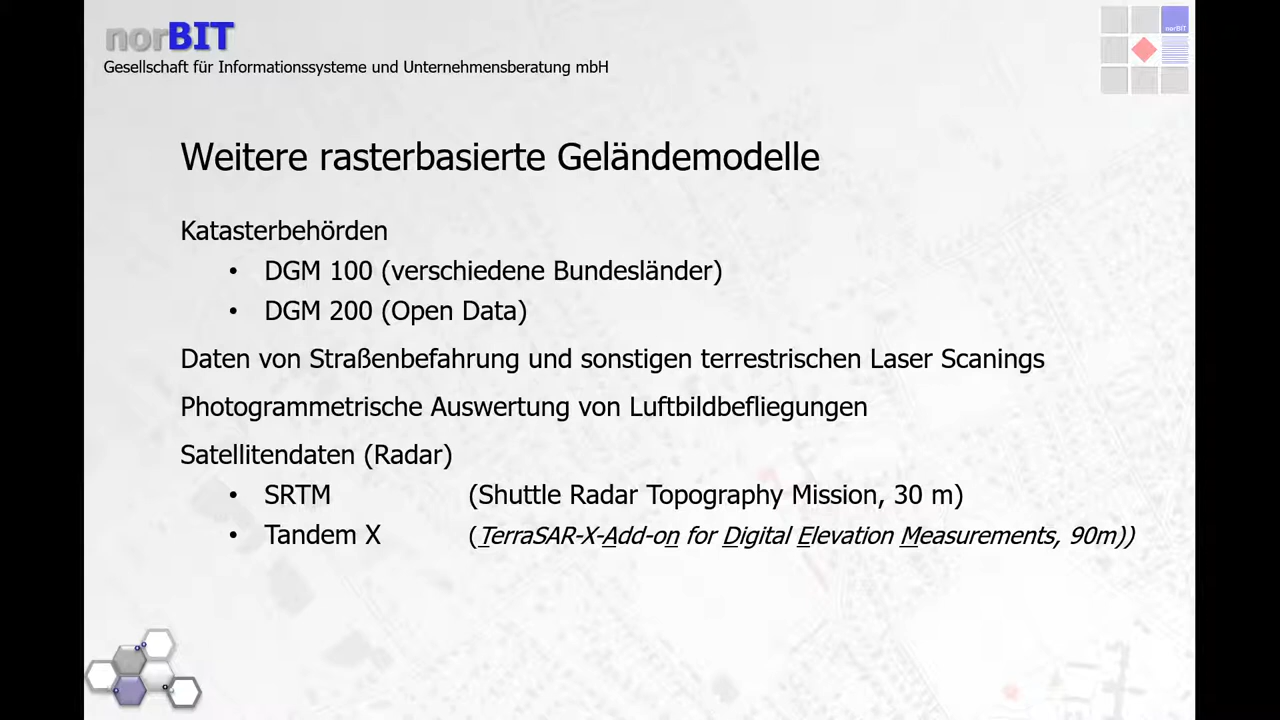 norBIT
Gesellschaft für Informationssysteme und Unternehmensberatung mbH
norBIT
Weitere rasterbasierte Geländemodelle
Katasterbehörden
• DGM 100 (verschiedene Bundesländer)
• DGM 200 (Open Data)
Daten von Straßenbefahrung und sonstigen terrestrischen Laser Scanings
Photogrammetrische Auswertung von Luftbildbefliegungen
Satellitendaten (Radar)
• SRTM (Shuttle Radar Topography Mission, 30 m)
• Tandem X (TerraSAR-X-Add-on for Digital Elevation Measurements, 90m))